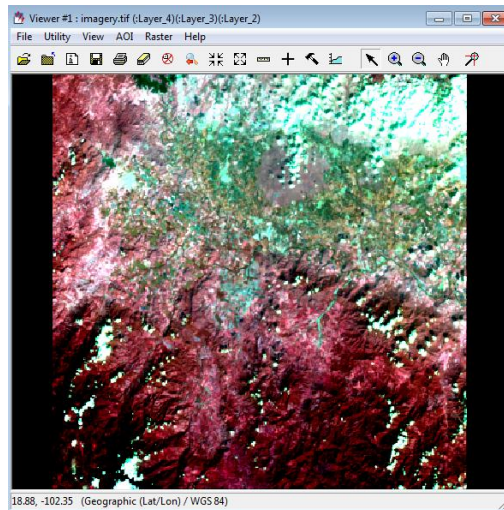 Viewer #1 : imagery.tif (:Layer_4)(:Layer_3)(:Layer_2)
File Utility View AOI Raster Help
18.88, -102.35 (Geographic (Lat/Lon) / WGS 84)